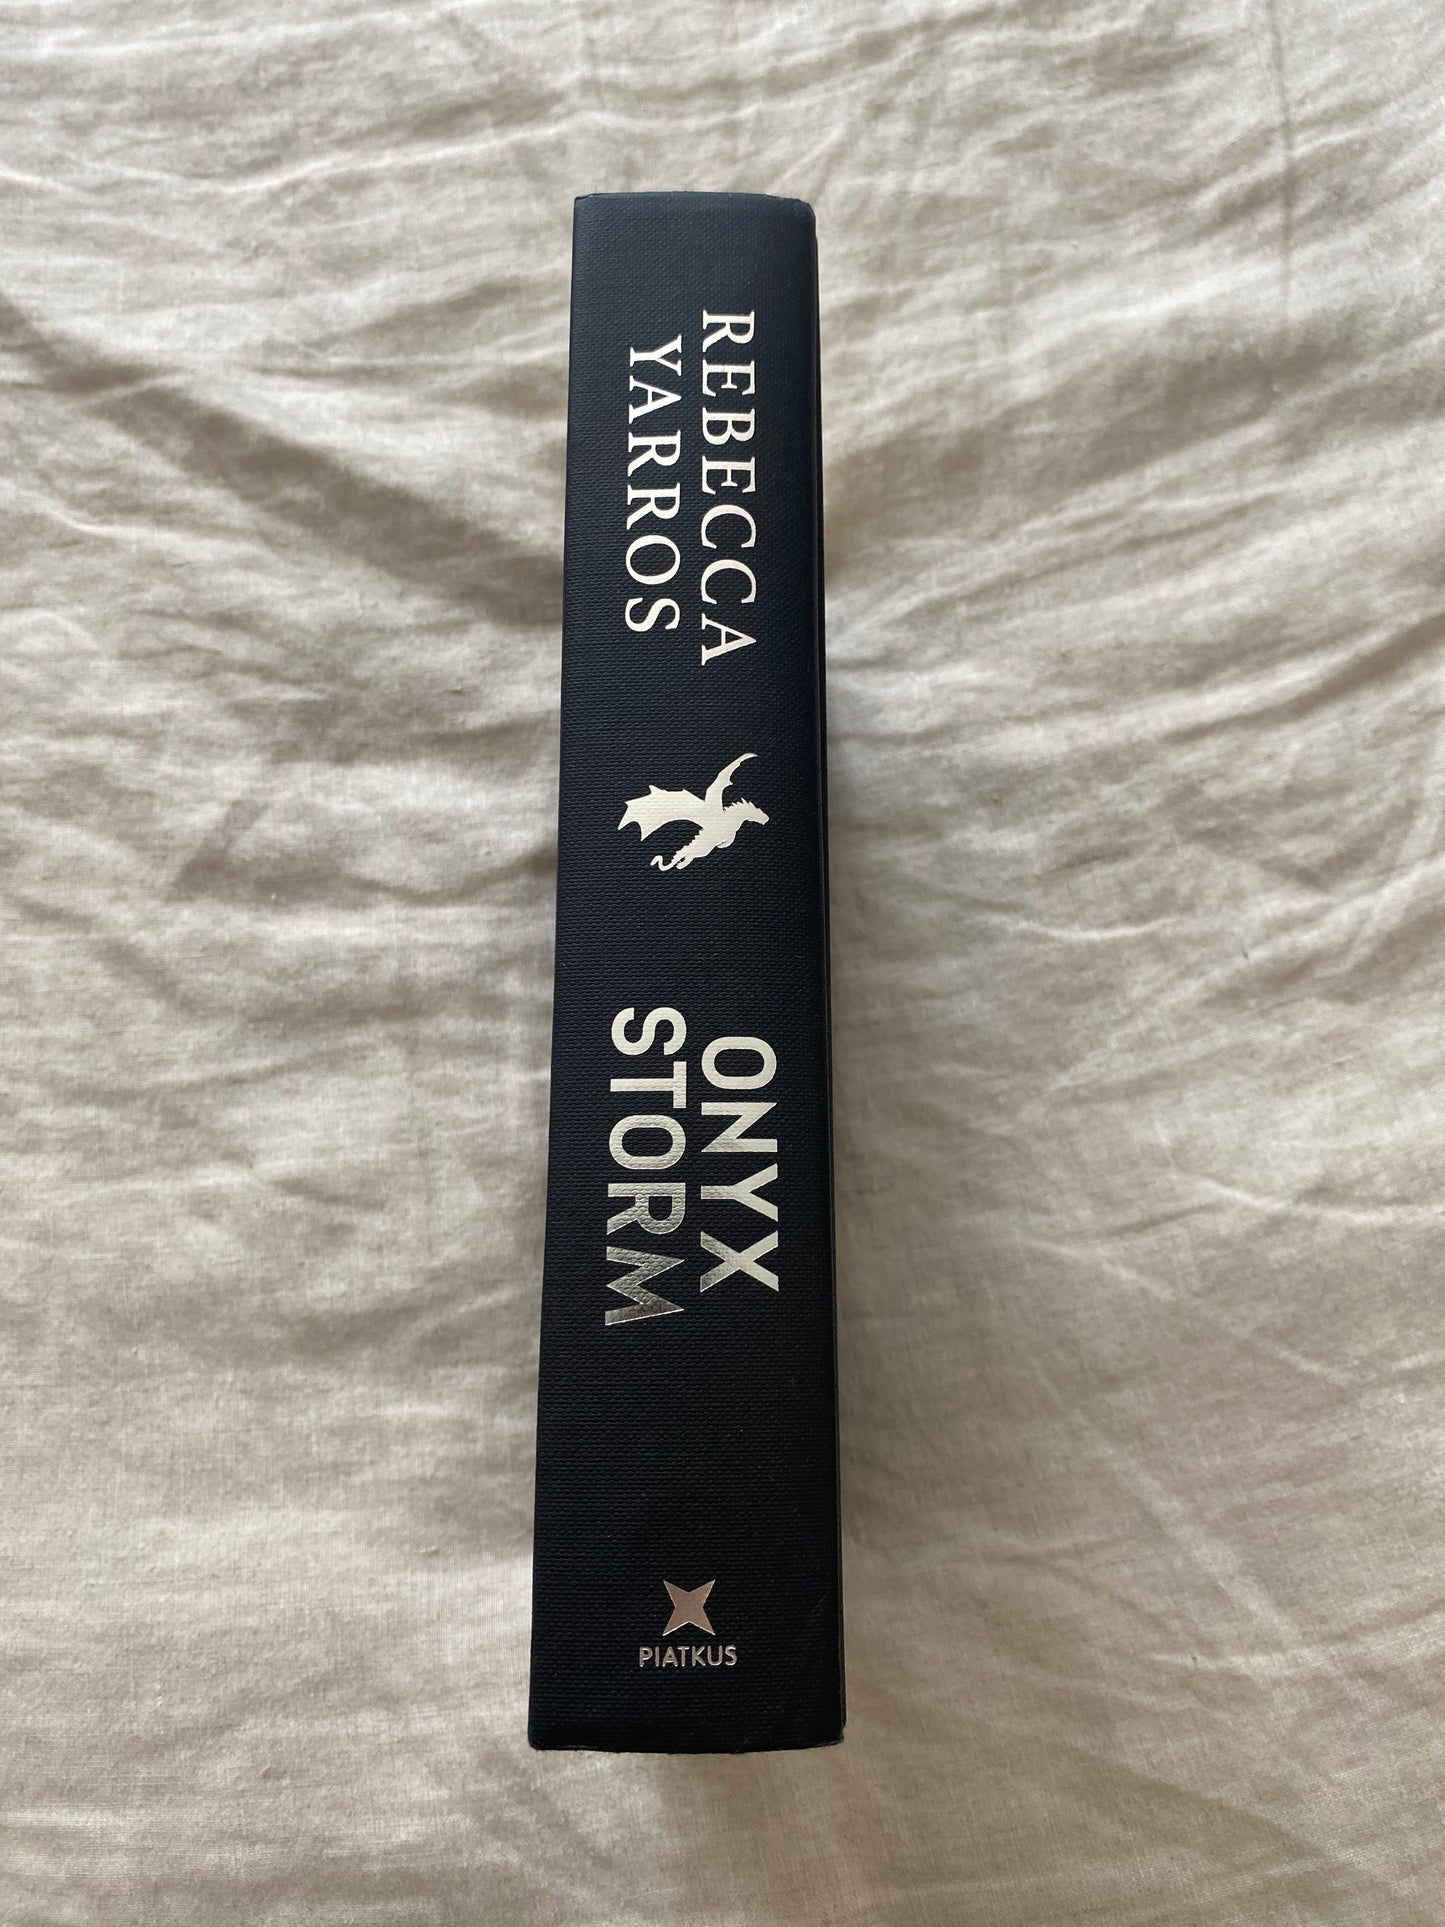 REBECCA
YARROS
ONYX
STORM
PIATKUS